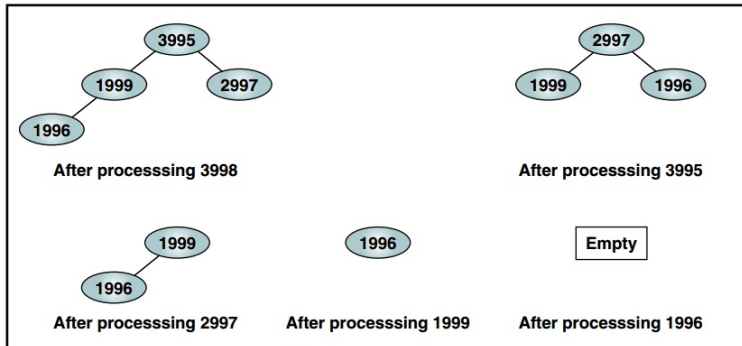 3995
2997
1999
2997
1999
1996
1996
After processsing 3998
After processsing 3995
1999
1996
Empty
1996
After processsing 2997
After processsing 1999
After processsing 1996